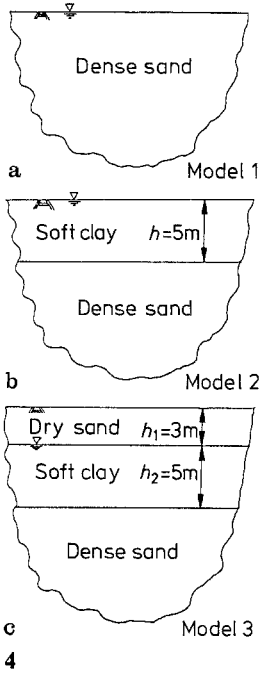 Dense sand
a
Model 1
Soft clay h=5m
Dense sand
b
Model 2
Dry sand h₁=3m
Soft clay h₂=5m
Dense sand
c
Model 3
4